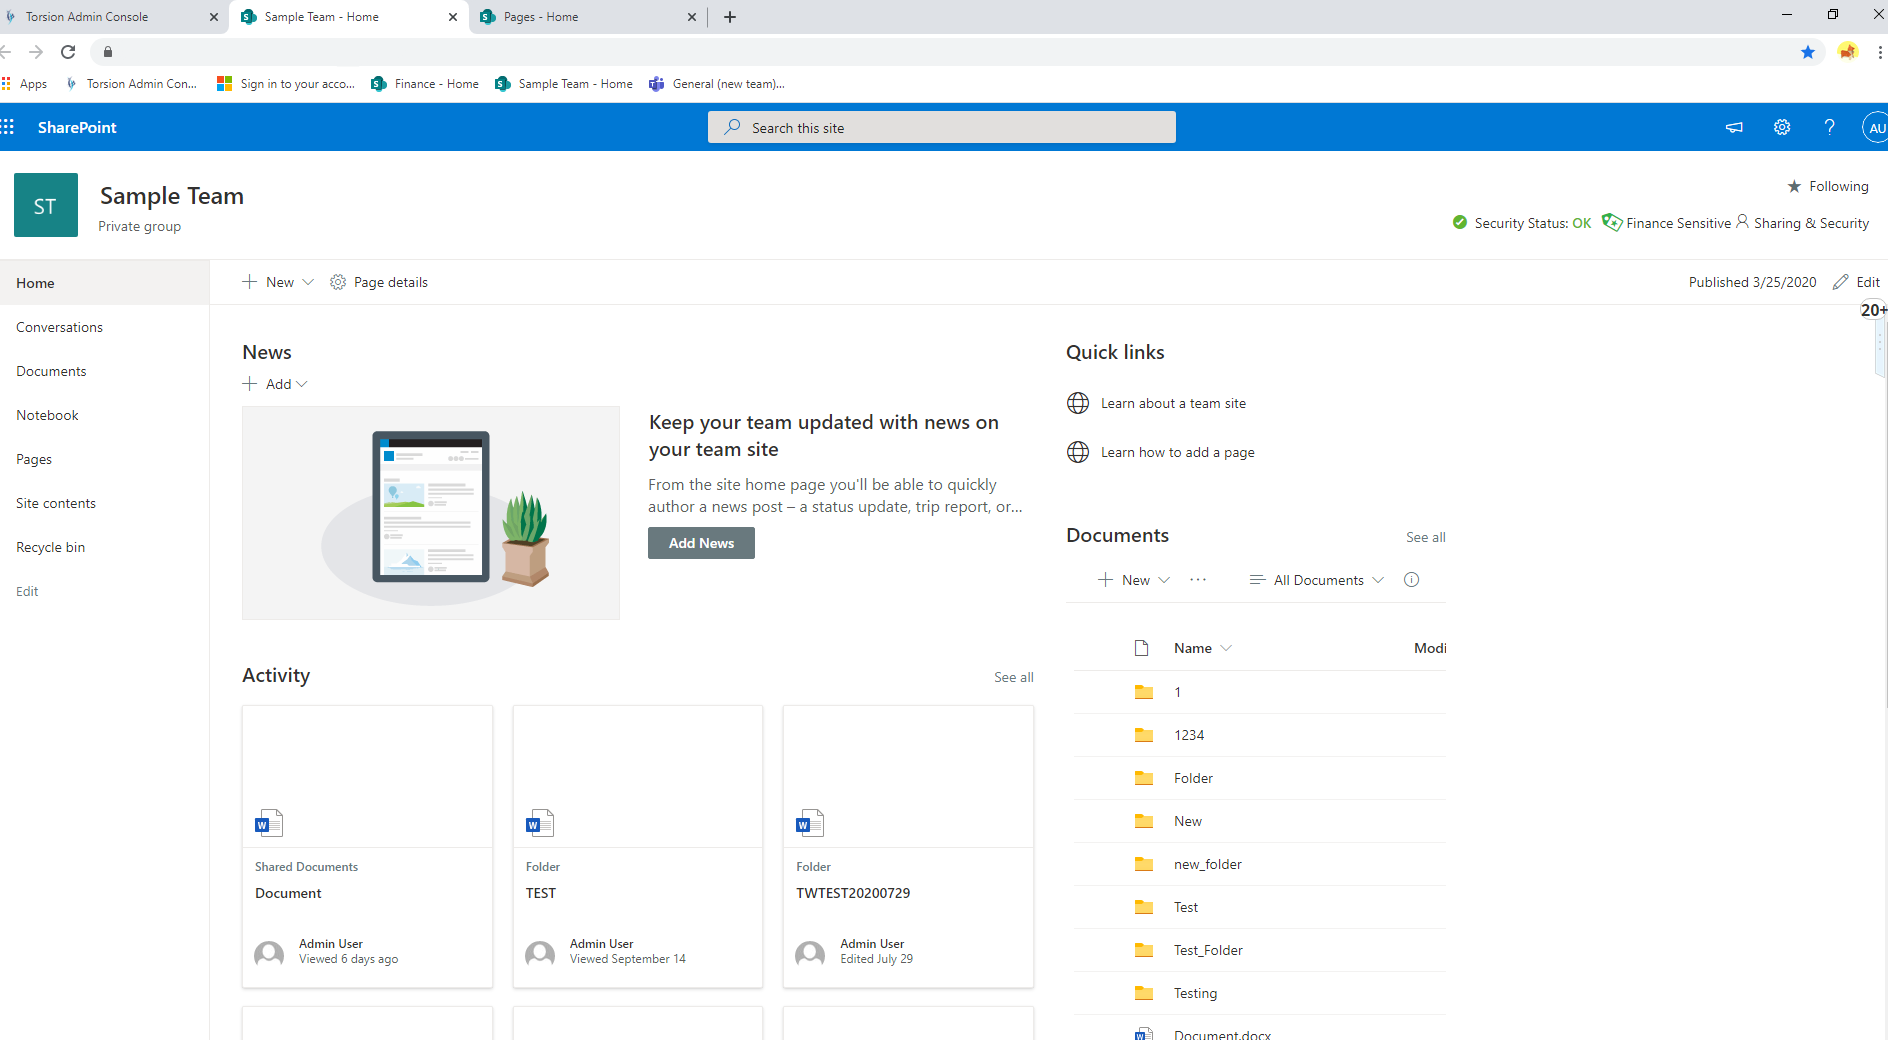 Torsion Admin Console
Sample Team - Home
Pages - Home
Apps
Torsion Admin Con...
Sign in to your acco...
Finance - Home
Sample Team - Home
General (new team)...
SharePoint
Search this site
AU
ST
Sample Team
Private group
Following
Security Status: OK
Finance Sensitive
Sharing & Security
Home
Conversations
Documents
Notebook
Pages
Site contents
Recycle bin
Edit
New
Page details
Published 3/25/2020
Edit
20+
News
Add
Keep your team updated with news on
your team site
From the site home page you'll be able to quickly
author a news post – a status update, trip report, or...
Add News
Quick links
Learn about a team site
Learn how to add a page
Activity
See all
Shared Documents
Document
Admin User
Viewed 6 days ago
Folder
TEST
Admin User
Viewed September 14
Folder
TWTEST20200729
Admin User
Edited July 29
Documents
See all
New
...
All Documents
Name
Modi
1
1234
Folder
New
new_folder
Test
Test_Folder
Testing
Document.docx